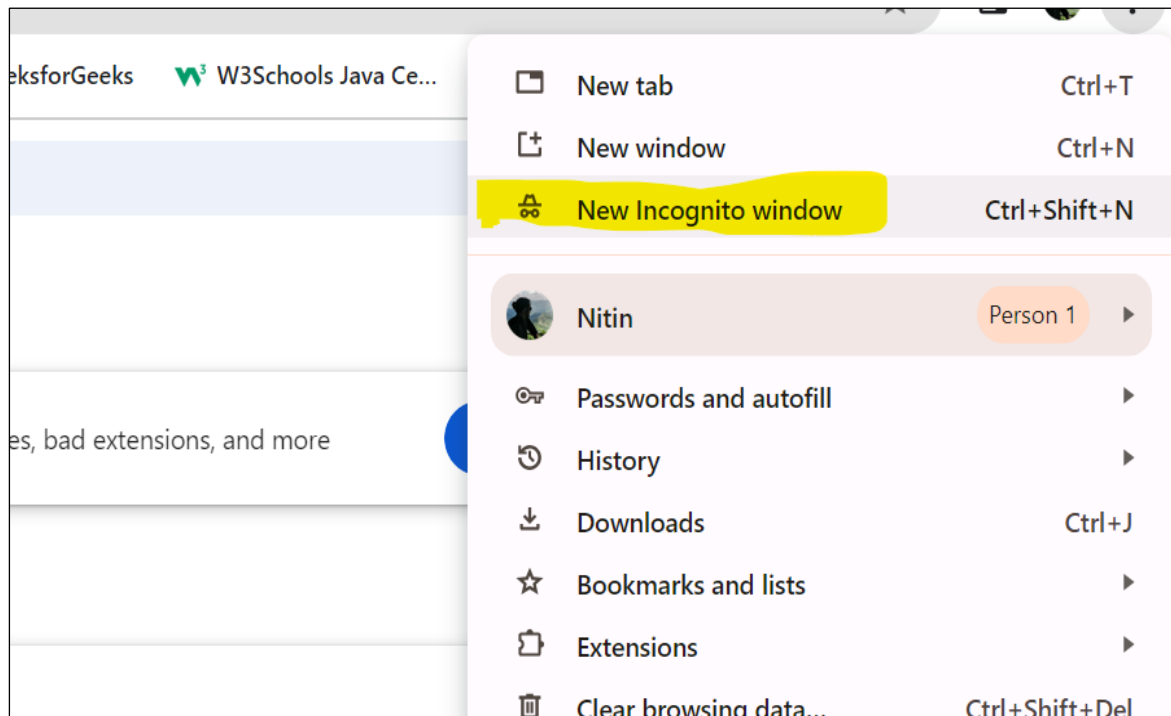 eksforGeeks W3Schools Java Ce...
New tab Ctrl+T
New window Ctrl+N
New Incognito window Ctrl+Shift+N
Nitin Person 1
Passwords and autofill
es, bad extensions, and more
History
Downloads Ctrl+J
Bookmarks and lists
Extensions
Clear browsing data... Ctrl+Shift+Del